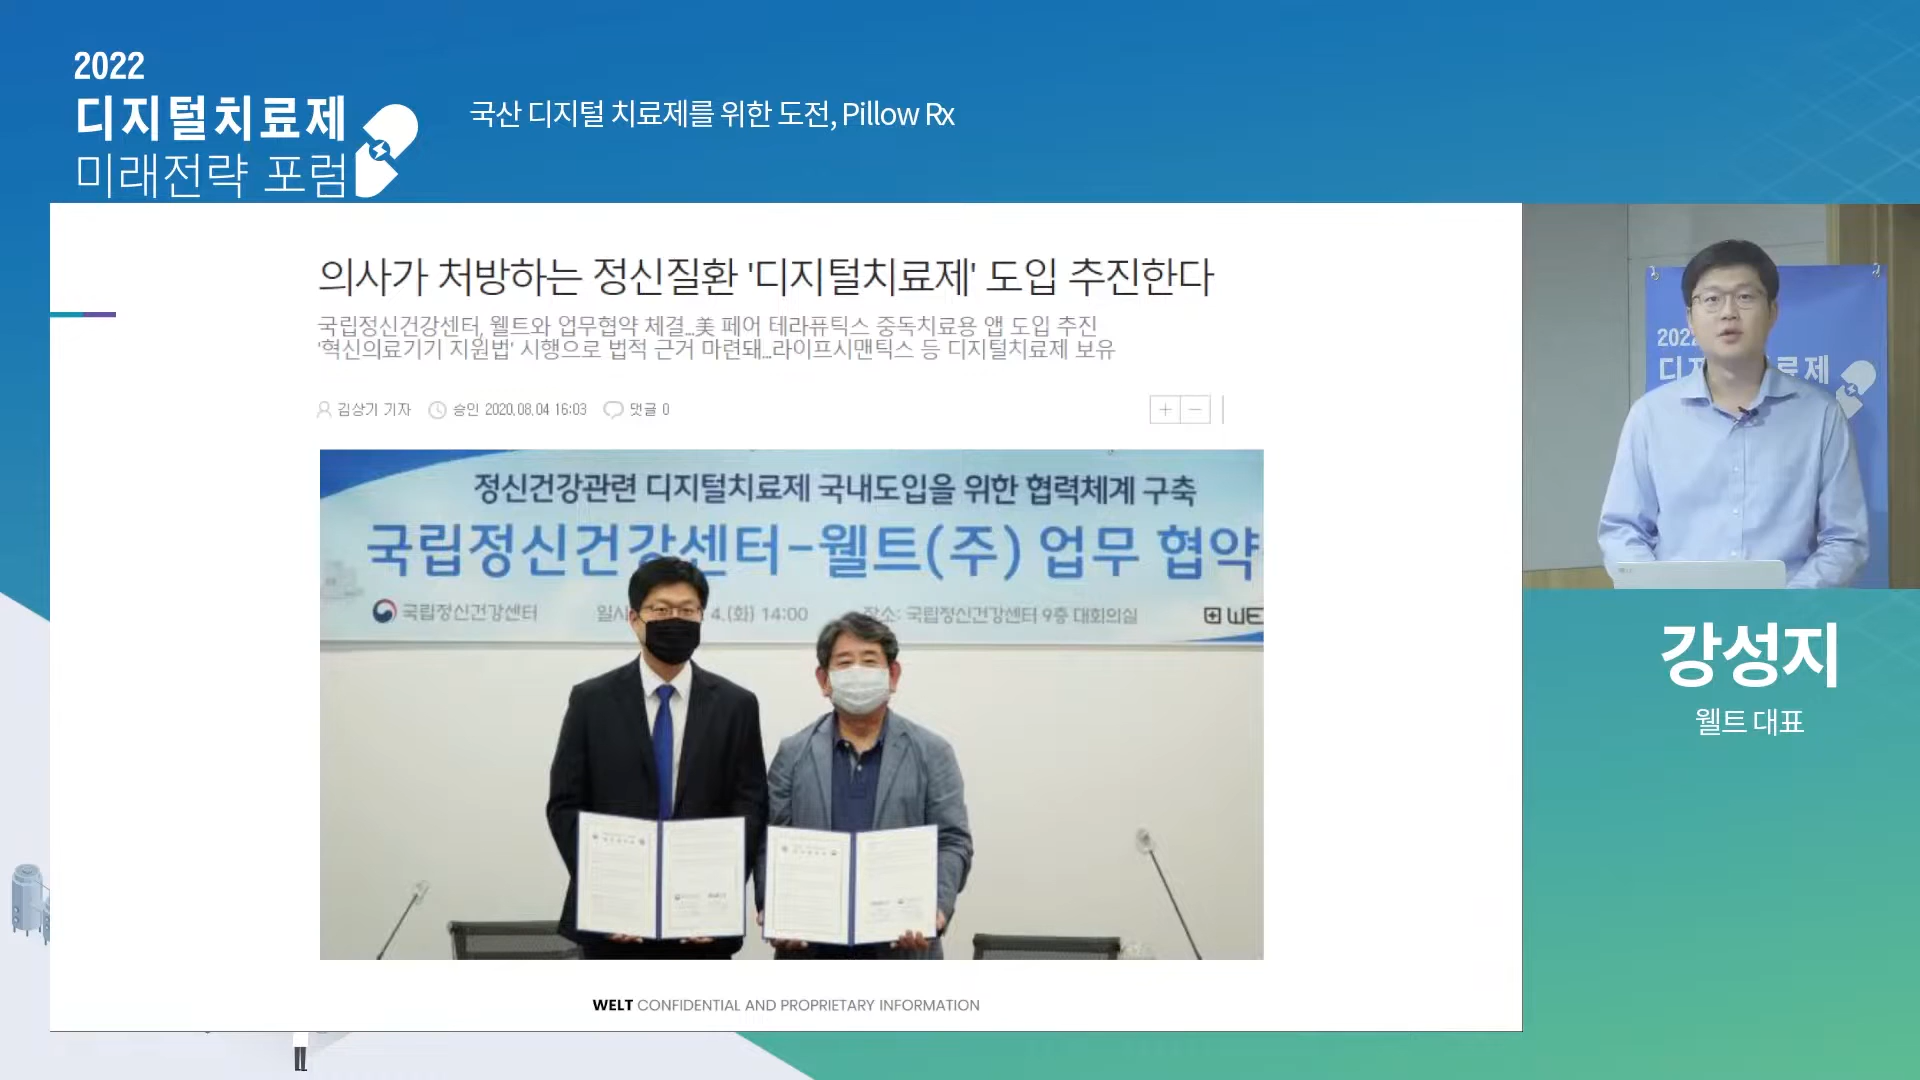 2022
디지털치료제
미래전략 포럼
국산 디지털 치료제를 위한 도전, Pillow Rx
의사가 처방하는 정신질환 '디지털치료제' 도입 추진한다
국립정신건강센터, 웰트와 업무협약 체결...美 페어 테라퓨틱스 중독치료용 앱 도입 추진
'혁신의료기기 지원법' 시행으로 법적 근거 마련돼...라이프시맨틱스 등 디지털치료제 보유
김상기 기자 승인 2020.08.04 16:03 댓글 0
정신건강관련 디지털치료제 국내도입을 위한 협력체계 구축
국립정신건강센터-웰트(주) 업무 협약
국립정신건강센터 일시 4.(화) 14:00 장소: 국립정신건강센터 9층 대회의실 WE
WELT CONFIDENTIAL AND PROPRIETARY INFORMATION
2022
디지 료제
강성지
웰트 대표